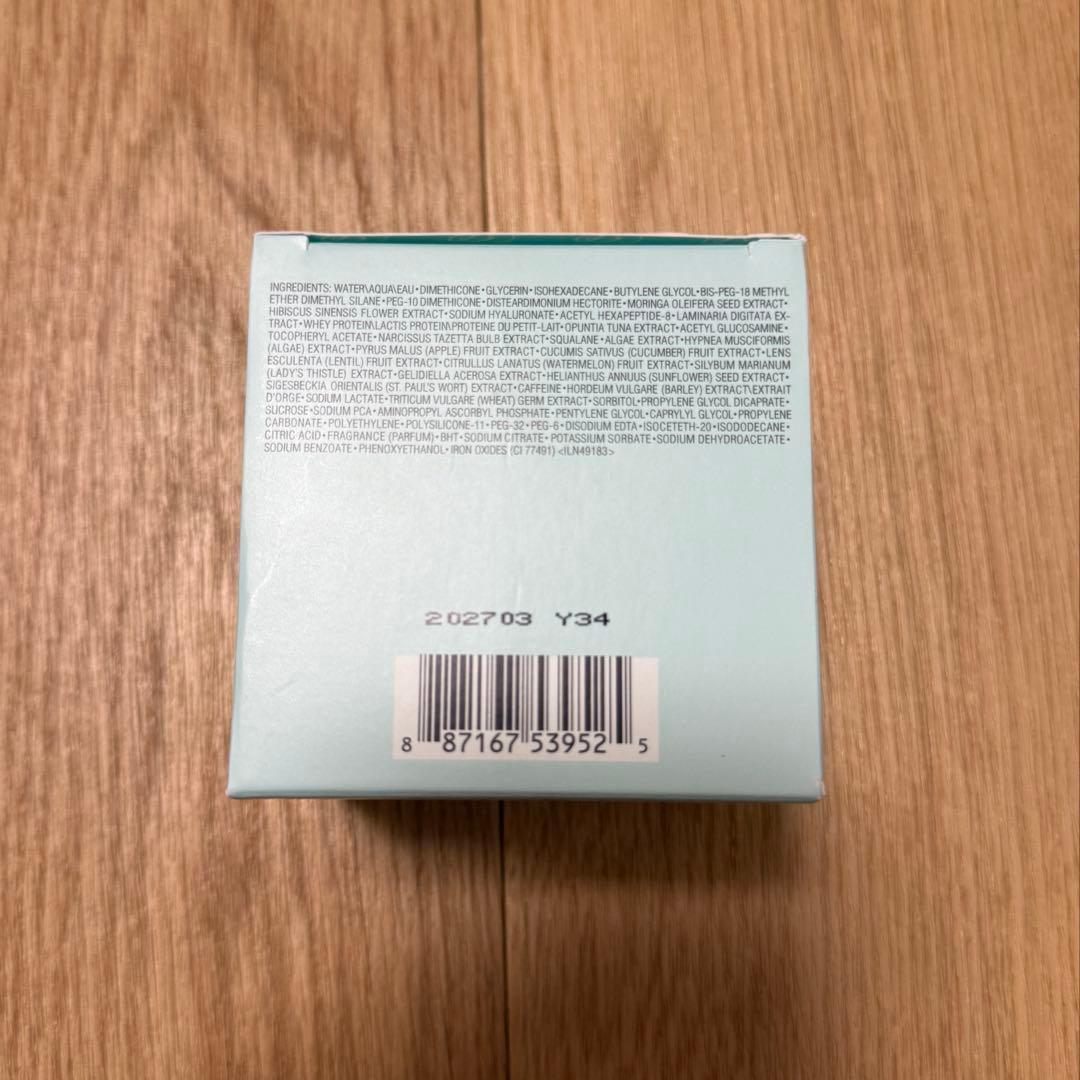 INGREDIENTS: WATER\AQUA\EAU•DIMETHICONE•GLYCERIN•ISOHEXADECANE•BUTYLENE GLYCOL•BIS-PEG-18 METHYL
ETHER DIMETHYL SILANE•PEG-10 DIMETHICONE•DISTEARDIMONIUM HECTORITE•MORINGA OLEIFERA SEED EXTRACT•
HIBISCUS SINENSIS FLOWER EXTRACT•SODIUM HYALURONATE•ACETYL HEXAPEPTIDE-8•LAMINARIA DIGITATA EX-
TRACT•WHEY PROTEIN\LACTIS PROTEIN\PROTEINE DU PETIT-LAIT•OPUNTIA TUNA EXTRACT•ACETYL GLUCOSAMINE•
TOCOPHERYL ACETATE•NARCISSUS TAZETTA BULB EXTRACT•SQUALANE•ALGAE EXTRACT•HYPNEA MUSCIFORMIS
(ALGAE) EXTRACT•PYRUS MALUS (APPLE) FRUIT EXTRACT•CUCUMIS SATIVUS (CUCUMBER) FRUIT EXTRACT•LENS
ESCULENTA (LENTIL) FRUIT EXTRACT•CITRULLUS LANATUS (WATERMELON) FRUIT EXTRACT•SILYBUM MARIANUM
(LADY'S THISTLE) EXTRACT•GELIDIELLA ACEROSA EXTRACT•HELIANTHUS ANNUUS (SUNFLOWER) SEED EXTRACT•
SIGESBECKIA ORIENTALIS (ST. PAUL'S WORT) EXTRACT•CAFFEINE•HORDEUM VULGARE (BARLEY) EXTRACT\EXTRAIT
D'ORGE•SODIUM LACTATE•TRITICUM VULGARE (WHEAT) GERM EXTRACT•SORBITOL•PROPYLENE GLYCOL DICAPRATE•
SUCROSE•SODIUM PCA•AMINOPROPYL ASCORBYL PHOSPHATE•PENTYLENE GLYCOL•CAPRYLYL GLYCOL•PROPYLENE
CARBONATE•POLYETHYLENE•POLYSILICONE-11•PEG-32•PEG-6•DISODIUM EDTA•ISOCETETH-20•ISODODECANE•
CITRIC ACID•FRAGRANCE (PARFUM)•BHT•SODIUM CITRATE•POTASSIUM SORBATE•SODIUM DEHYDROACETATE•
SODIUM BENZOATE•PHENOXYETHANOL•IRON OXIDES (CI 77491) <ILN49183>
202703 Y34
8 87167 53952 5